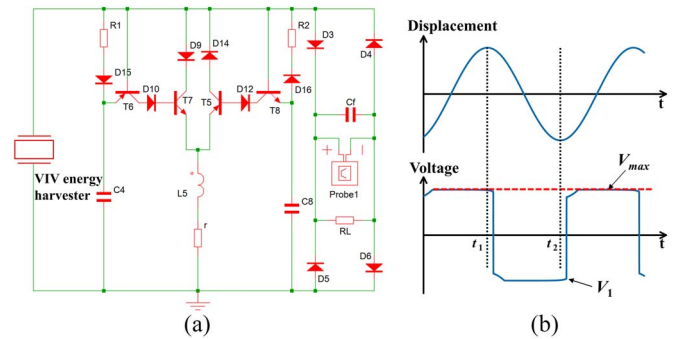 R1
D15
D10
T6
D9
D14
T7
T5
D12
T8
R2
D16
D3
D4
Cf
+ −
Probe1
RL
D5
D6
VIV energy
harvester
C4
L5
r
C8
(a)
Displacement
t
Voltage
Vmax
t1
t2
t
V1
(b)